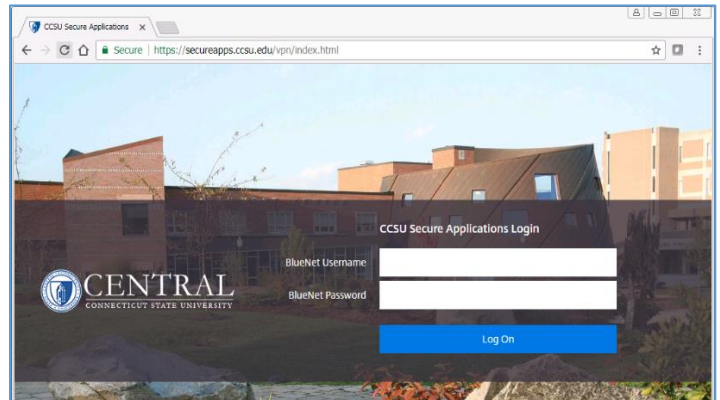 CCSU Secure Applications
Secure | https://secureapps.ccsu.edu/vpn/index.html
CCSU Secure Applications Login
BlueNet Username
CENTRAL
CONNECTICUT STATE UNIVERSITY
BlueNet Password
Log On